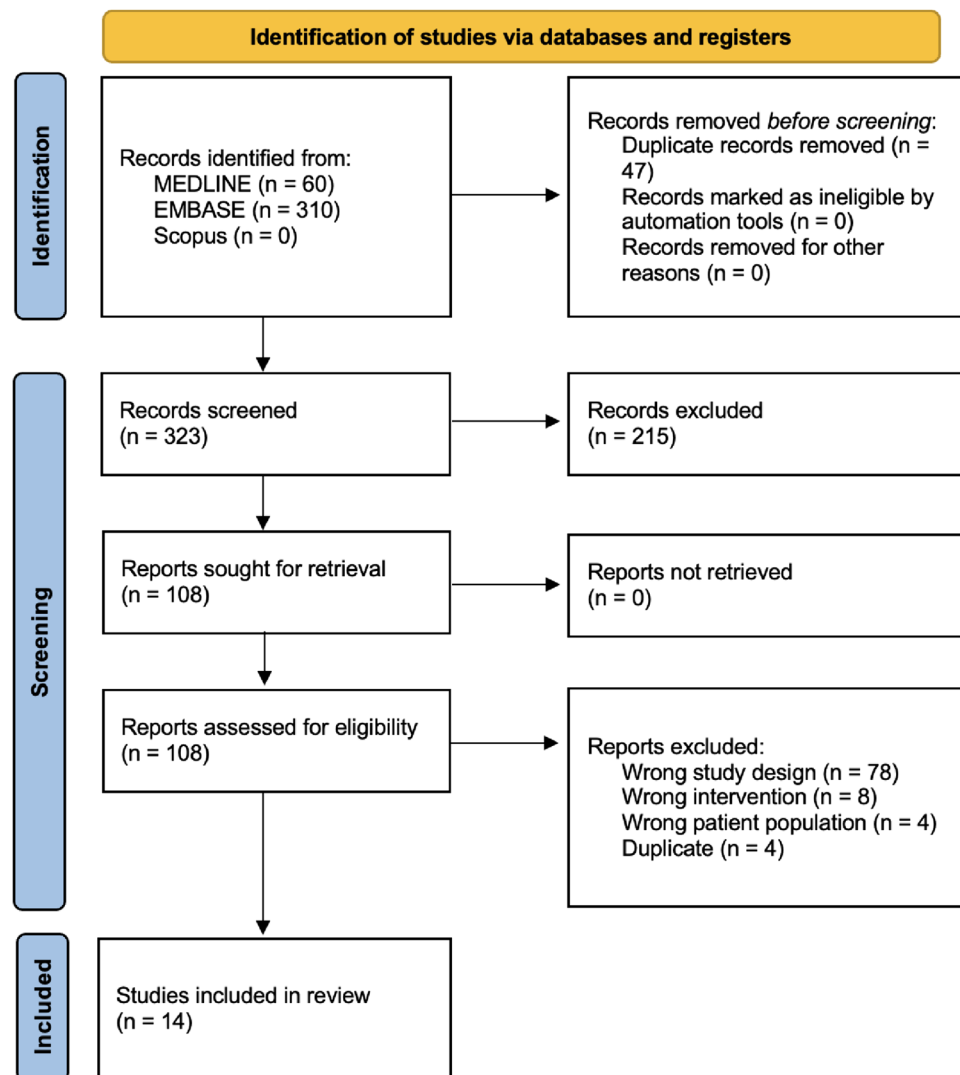 Identification of studies via databases and registers
Identification
Records identified from:
MEDLINE (n = 60)
EMBASE (n = 310)
Scopus (n = 0)
Records removed before screening:
Duplicate records removed (n =
47)
Records marked as ineligible by
automation tools (n = 0)
Records removed for other
reasons (n = 0)
Screening
Records screened
(n = 323)
Records excluded
(n = 215)
Reports sought for retrieval
(n = 108)
Reports not retrieved
(n = 0)
Reports assessed for eligibility
(n = 108)
Reports excluded:
Wrong study design (n = 78)
Wrong intervention (n = 8)
Wrong patient population (n = 4)
Duplicate (n = 4)
Included
Studies included in review
(n = 14)